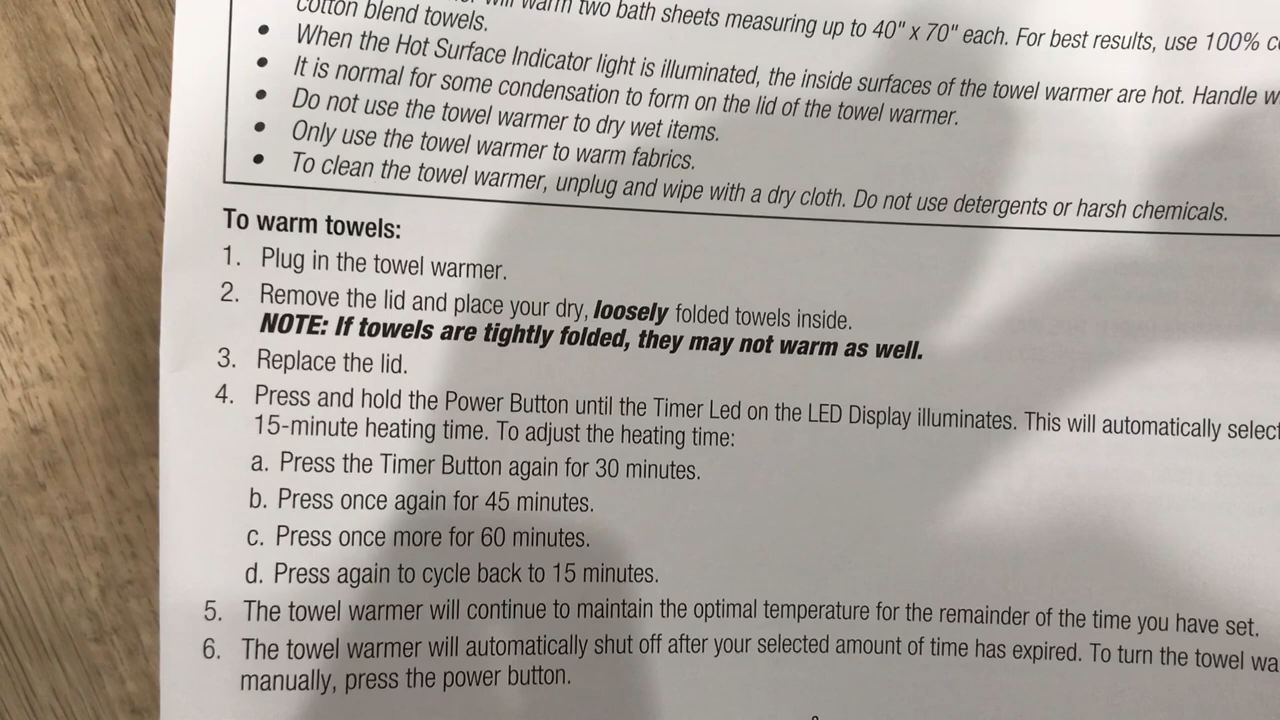 will warm two bath sheets measuring up to 40" x 70" each. For best results, use 100%
cotton blend towels.
• When the Hot Surface Indicator light is illuminated, the inside surfaces of the towel warmer are hot. Handle
• It is normal for some condensation to form on the lid of the towel warmer.
• Do not use the towel warmer to dry wet items.
• Only use the towel warmer to warm fabrics.
• To clean the towel warmer, unplug and wipe with a dry cloth. Do not use detergents or harsh chemicals.
To warm towels:
1. Plug in the towel warmer.
2. Remove the lid and place your dry, loosely folded towels inside.
NOTE: If towels are tightly folded, they may not warm as well.
3. Replace the lid.
4. Press and hold the Power Button until the Timer Led on the LED Display illuminates. This will automatically select
15-minute heating time. To adjust the heating time:
a. Press the Timer Button again for 30 minutes.
b. Press once again for 45 minutes.
c. Press once more for 60 minutes.
d. Press again to cycle back to 15 minutes.
5. The towel warmer will continue to maintain the optimal temperature for the remainder of the time you have set.
6. The towel warmer will automatically shut off after your selected amount of time has expired. To turn the towel
manually, press the power button.